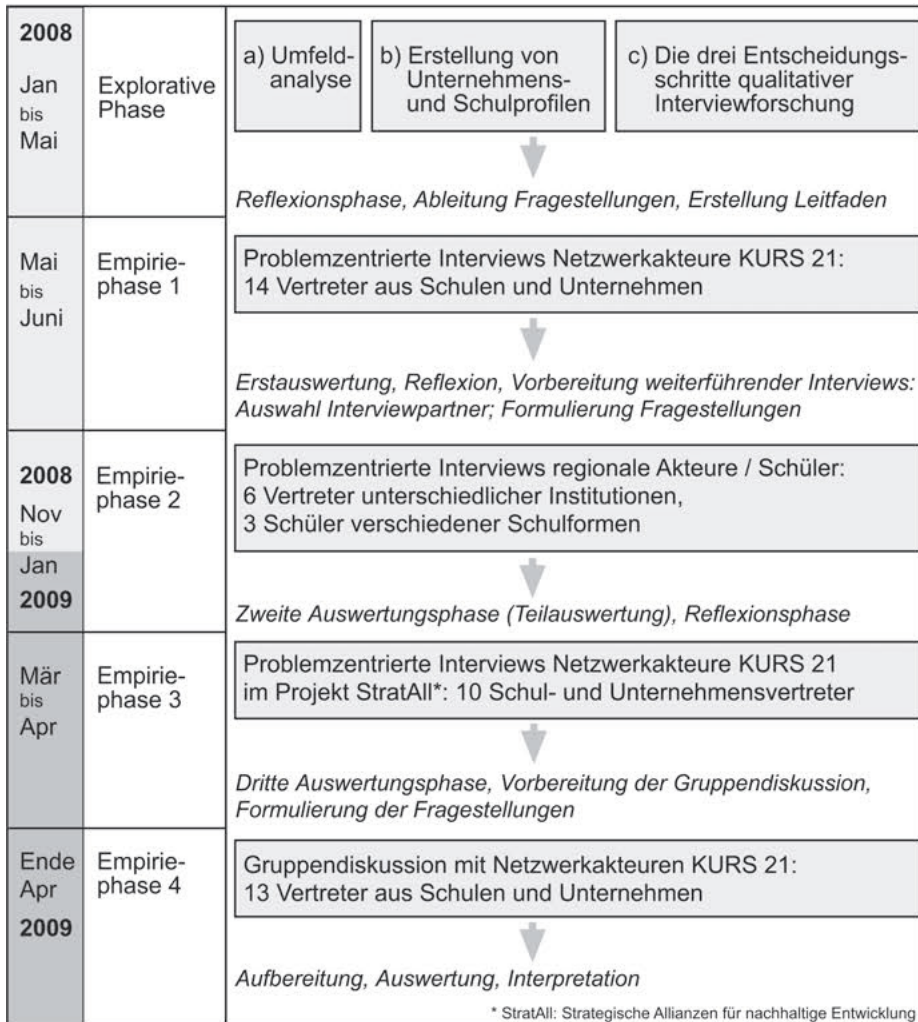 2008
Jan
bis
Mai
Explorative
Phase
a) Umfeld-
analyse
b) Erstellung von
Unternehmens-
und Schulprofilen
c) Die drei Entscheidungs-
schritte qualitativer
Interviewforschung
Reflexionsphase, Ableitung Fragestellungen, Erstellung Leitfaden
Mai
bis
Juni
Empirie-
phase 1
Problemzentrierte Interviews Netzwerkakteure KURS 21:
14 Vertreter aus Schulen und Unternehmen
Erstauswertung, Reflexion, Vorbereitung weiterführender Interviews:
Auswahl Interviewpartner; Formulierung Fragestellungen
2008
Nov
bis
Jan
2009
Empirie-
phase 2
Problemzentrierte Interviews regionale Akteure / Schüler:
6 Vertreter unterschiedlicher Institutionen,
3 Schüler verschiedener Schulformen
Zweite Auswertungsphase (Teilauswertung), Reflexionsphase
Mär
bis
Apr
Empirie-
phase 3
Problemzentrierte Interviews Netzwerkakteure KURS 21
im Projekt StratAll*: 10 Schul- und Unternehmensvertreter
Dritte Auswertungsphase, Vorbereitung der Gruppendiskussion,
Formulierung der Fragestellungen
Ende
Apr
2009
Empirie-
phase 4
Gruppendiskussion mit Netzwerkakteuren KURS 21:
13 Vertreter aus Schulen und Unternehmen
Aufbereitung, Auswertung, Interpretation
* StratAll: Strategische Allianzen für nachhaltige Entwicklung